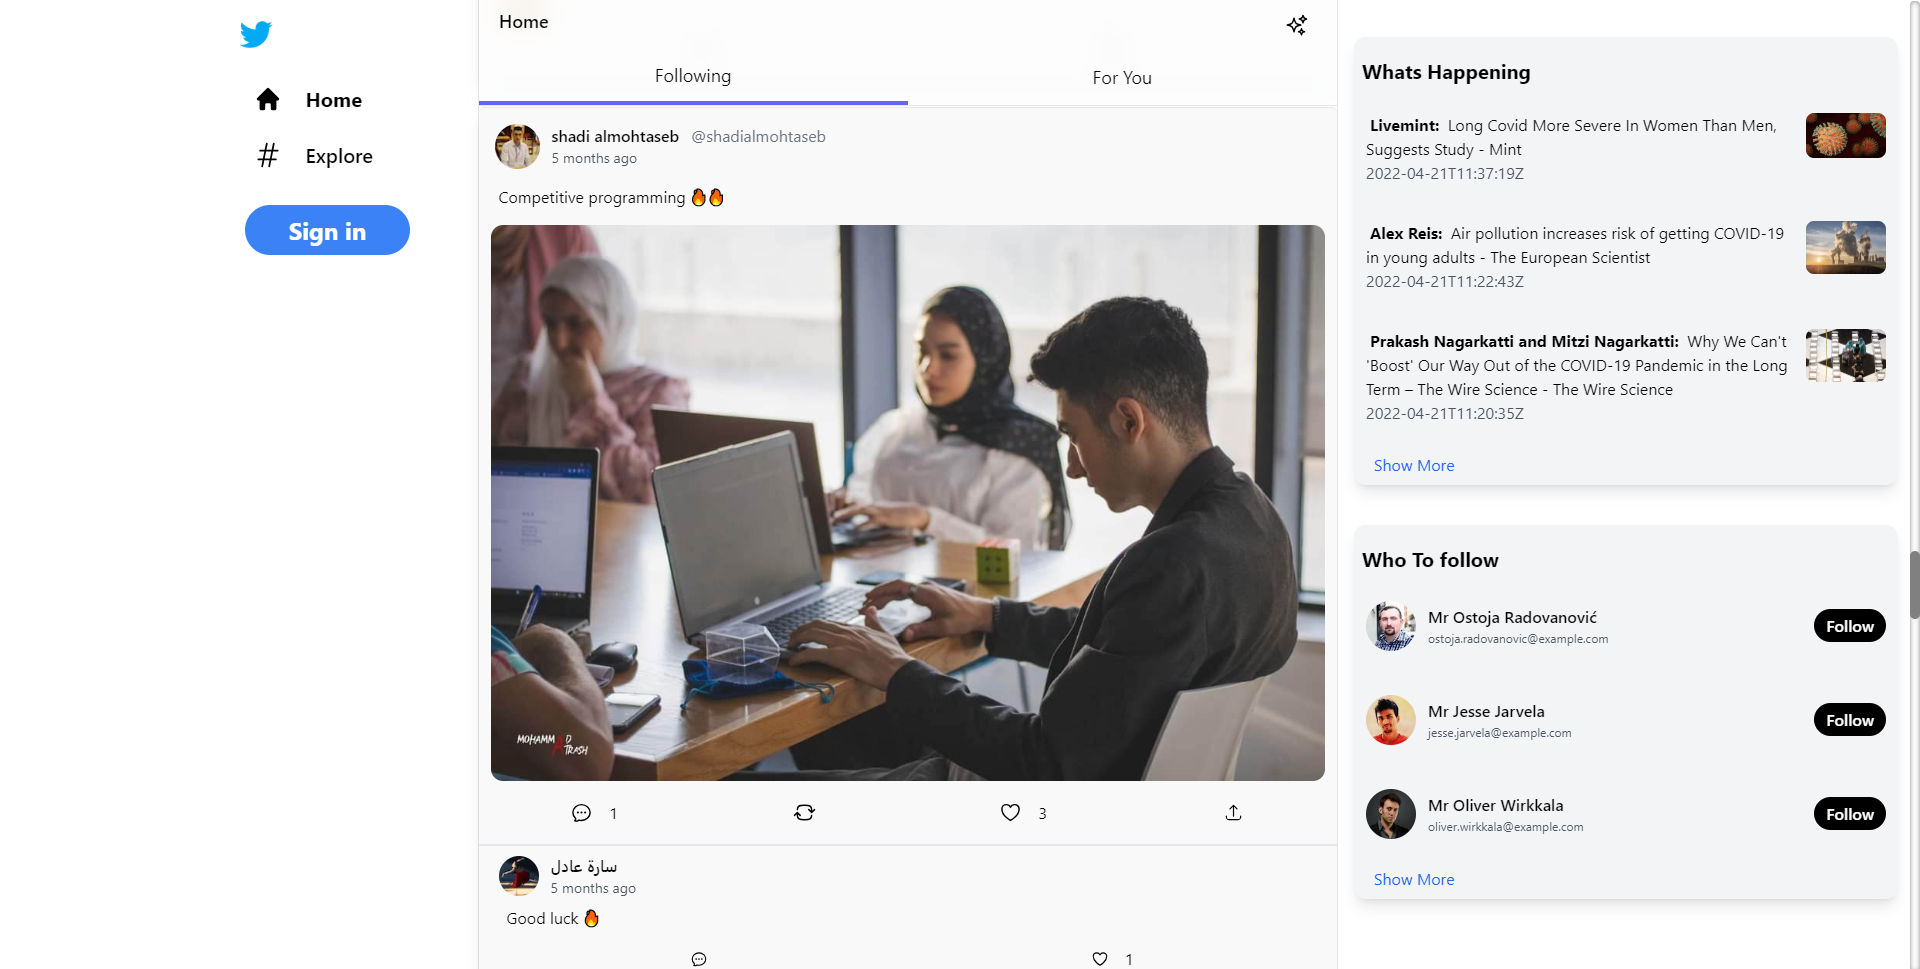 Home
Explore
Sign in
Home
Following
For You
shadi almohtaseb @shadialmohtaseb
5 months ago
Competitive programming 🔥🔥
MOHAMMAD
ATRASH
1
3
سارة عادل
5 months ago
Good luck 🔥
1
Whats Happening
Livemint: Long Covid More Severe In Women Than Men,
Suggests Study - Mint
2022-04-21T11:37:19Z
Alex Reis: Air pollution increases risk of getting COVID-19
in young adults - The European Scientist
2022-04-21T11:22:43Z
Prakash Nagarkatti and Mitzi Nagarkatti: Why We Can't
'Boost' Our Way Out of the COVID-19 Pandemic in the Long
Term – The Wire Science - The Wire Science
2022-04-21T11:20:35Z
Show More
Who To follow
Mr Ostoja Radovanović
ostoja.radovanovic@example.com
Follow
Mr Jesse Jarvela
jesse.jarvela@example.com
Follow
Mr Oliver Wirkkala
oliver.wirkkala@example.com
Follow
Show More